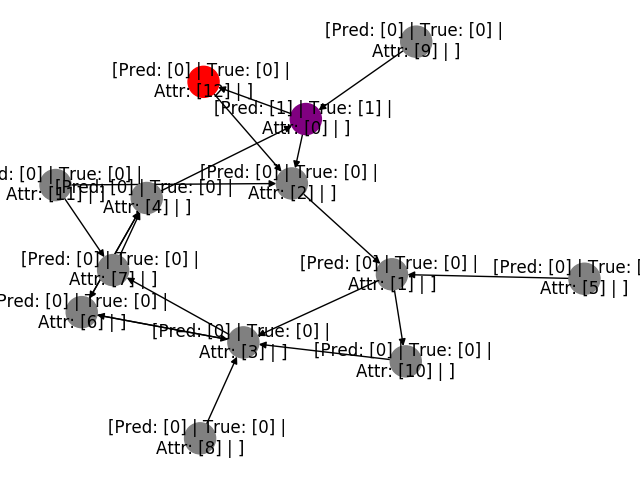 [Pred: [0] | True: [0] |
Attr: [9] | ]
[Pred: [0] | True: [0] |
Attr: [12] | ]
[Pred: [1] | True: [1] |
Attr: [0] | ]
d: [0] | True: [0] |
Attr: [11] | ]
[Pred: [0] | True: [0] |
Attr: [4] | ]
[Pred: [0] | True: [0] |
Attr: [2] | ]
[Pred: [0] | True: [0] |
Attr: [7] | ]
[Pred: [0] | True: [0] |
Attr: [1] | ]
[Pred: [0] | True: [
Attr: [5] | ]
Pred: [0] | True: [0] |
Attr: [6] | ]
[Pred: [0] | True: [0] |
Attr: [3] | ]
[Pred: [0] | True: [0] |
Attr: [10] | ]
[Pred: [0] | True: [0] |
Attr: [8] | ]